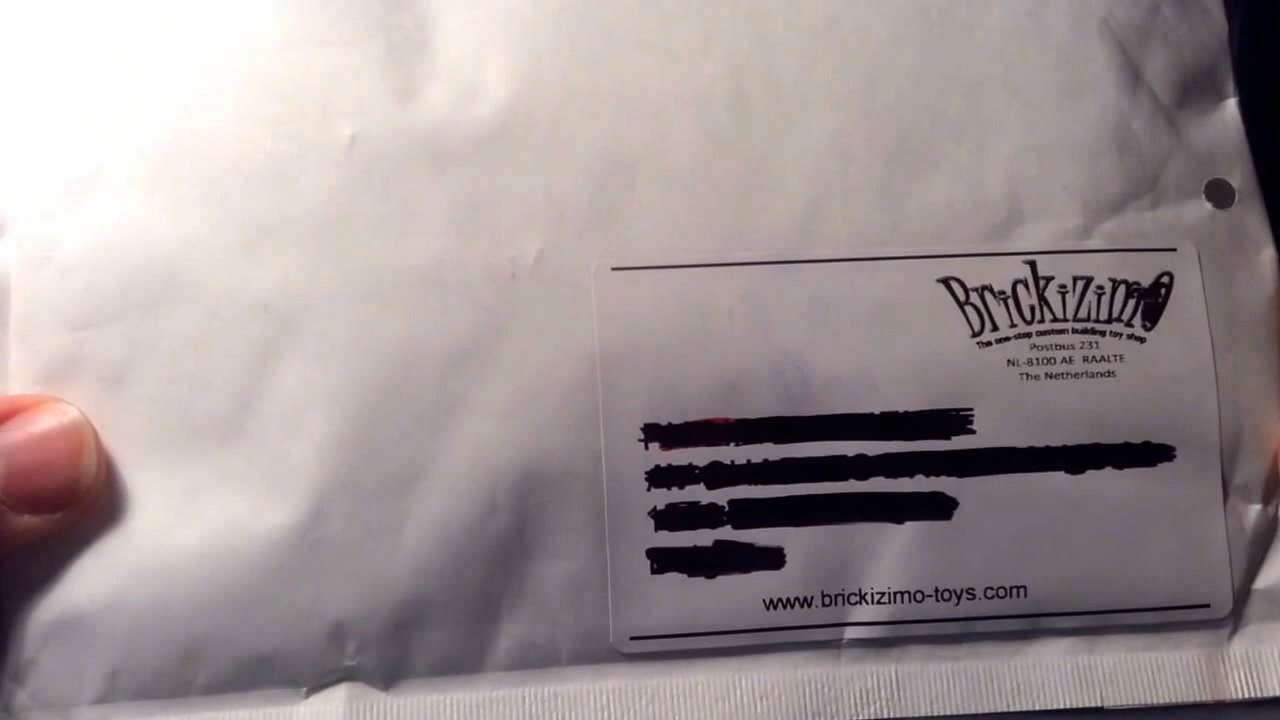 Brickizimo
The one-stop custom building toy shop
Postbus 231
NL-8100 AE RAALTE
The Netherlands
www.brickizimo-toys.com